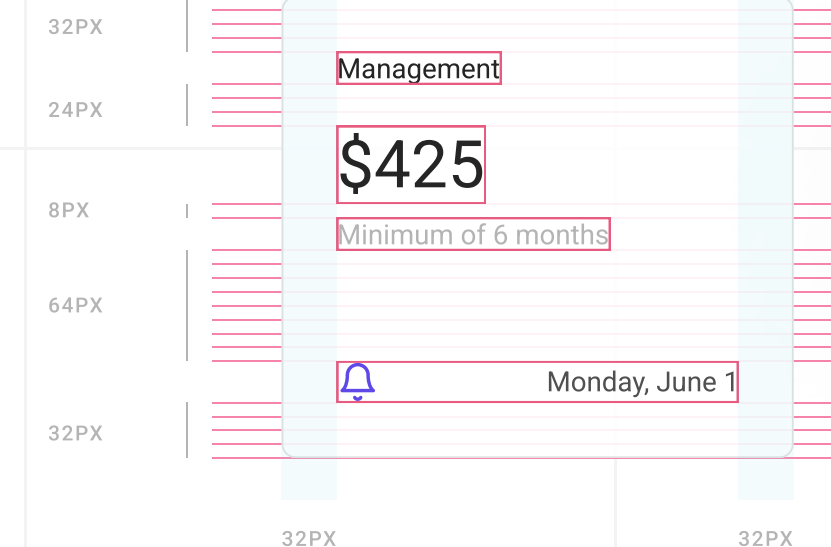 32PX
Management
24PX
$425
8PX
Minimum of 6 months
64PX
Monday, June 1
32PX
32PX
32PX